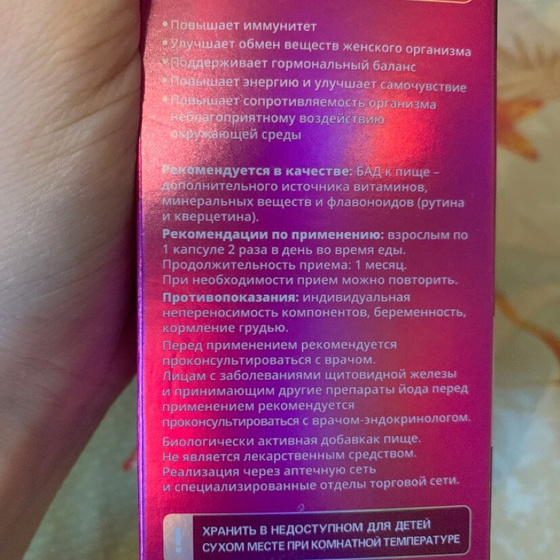 • Повышает иммунитет
• Улучшает обмен веществ женского организма
• Поддерживает гормональный баланс
• Повышает энергию и улучшает самочувствие
• Повышает сопротивляемость организма
неблагоприятному воздействию
окружающей среды
Рекомендуется в качестве: БАД к пище –
дополнительного источника витаминов,
минеральных веществ и флавоноидов (рутина
и кверцетина).
Рекомендации по применению: взрослым по
1 капсуле 2 раза в день во время еды.
Продолжительность приема: 1 месяц.
При необходимости прием можно повторить.
Противопоказания: индивидуальная
непереносимость компонентов, беременность,
кормление грудью.
Перед применением рекомендуется
проконсультироваться с врачом.
Лицам с заболеваниями щитовидной железы
и принимающим другие препараты йода перед
применением рекомендуется
проконсультироваться с врачом-эндокринологом.
Биологически активная добавкак пище.
Не является лекарственным средством.
Реализация через аптечную сеть
и специализированные отделы торговой сети.
! ХРАНИТЬ В НЕДОСТУПНОМ ДЛЯ ДЕТЕЙ
СУХОМ МЕСТЕ ПРИ КОМНАТНОЙ ТЕМПЕРАТУРЕ